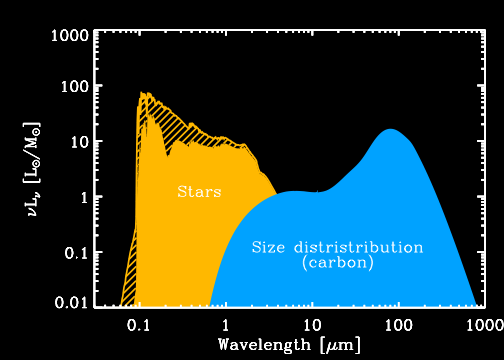 1000
100
10
1
0.1
0.01
νLν [L⊙/M⊙]
Stars
Size distristribution
(carbon)
0.1 1 10 100 1000
Wavelength [μm]